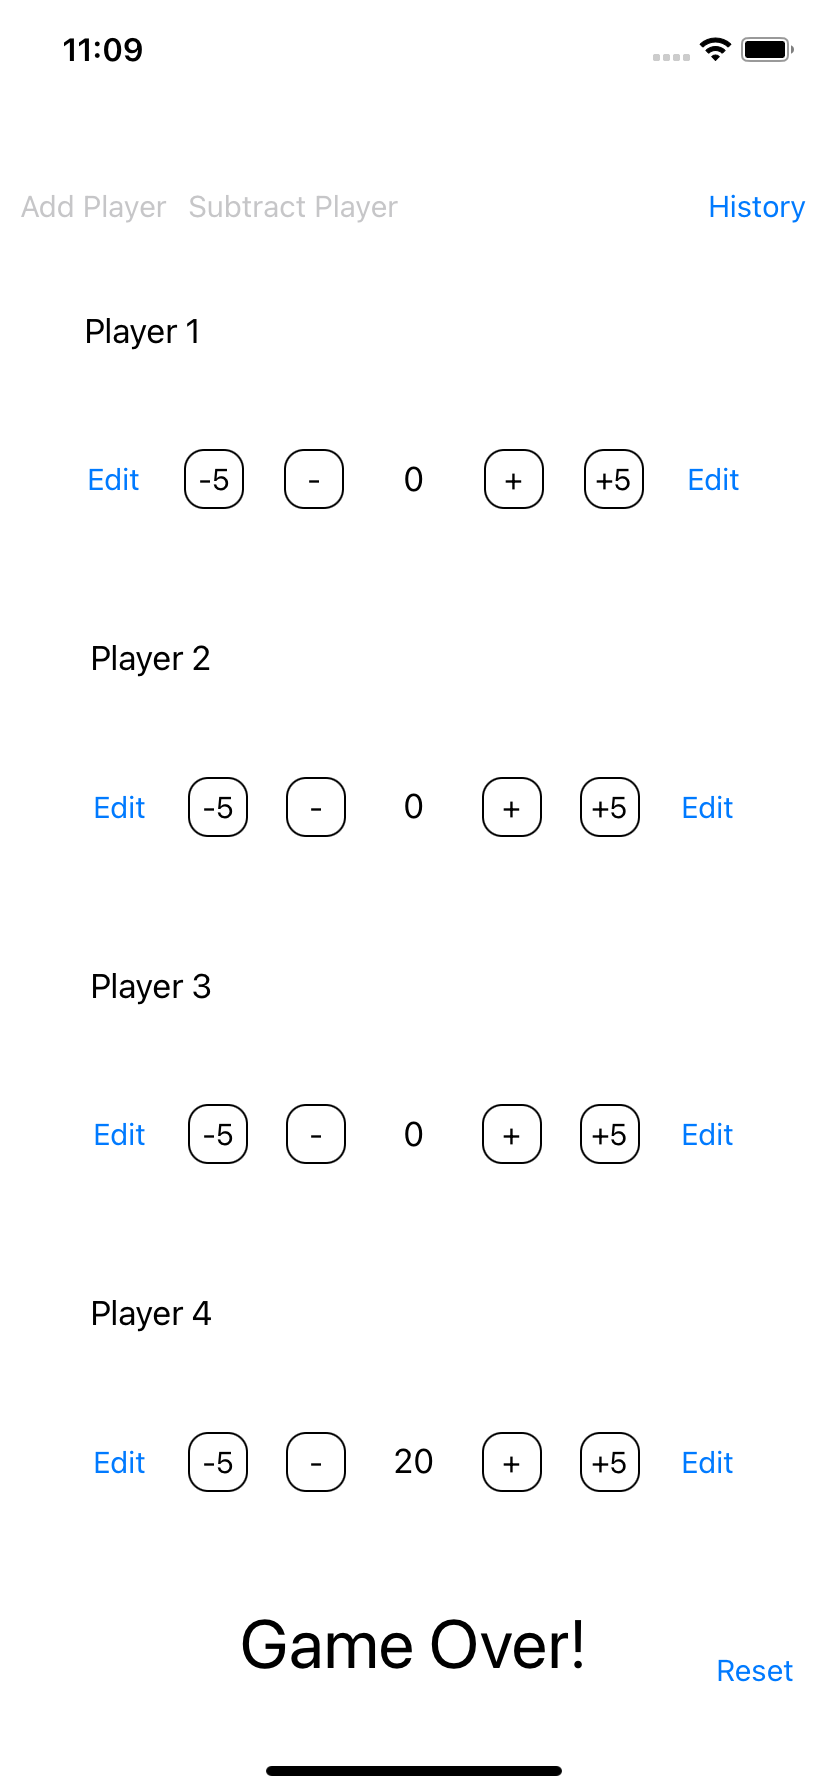 11:09
Add Player Subtract Player History
Player 1
Edit -5 - 0 + +5 Edit
Player 2
Edit -5 - 0 + +5 Edit
Player 3
Edit -5 - 0 + +5 Edit
Player 4
Edit -5 - 20 + +5 Edit
Game Over!
Reset